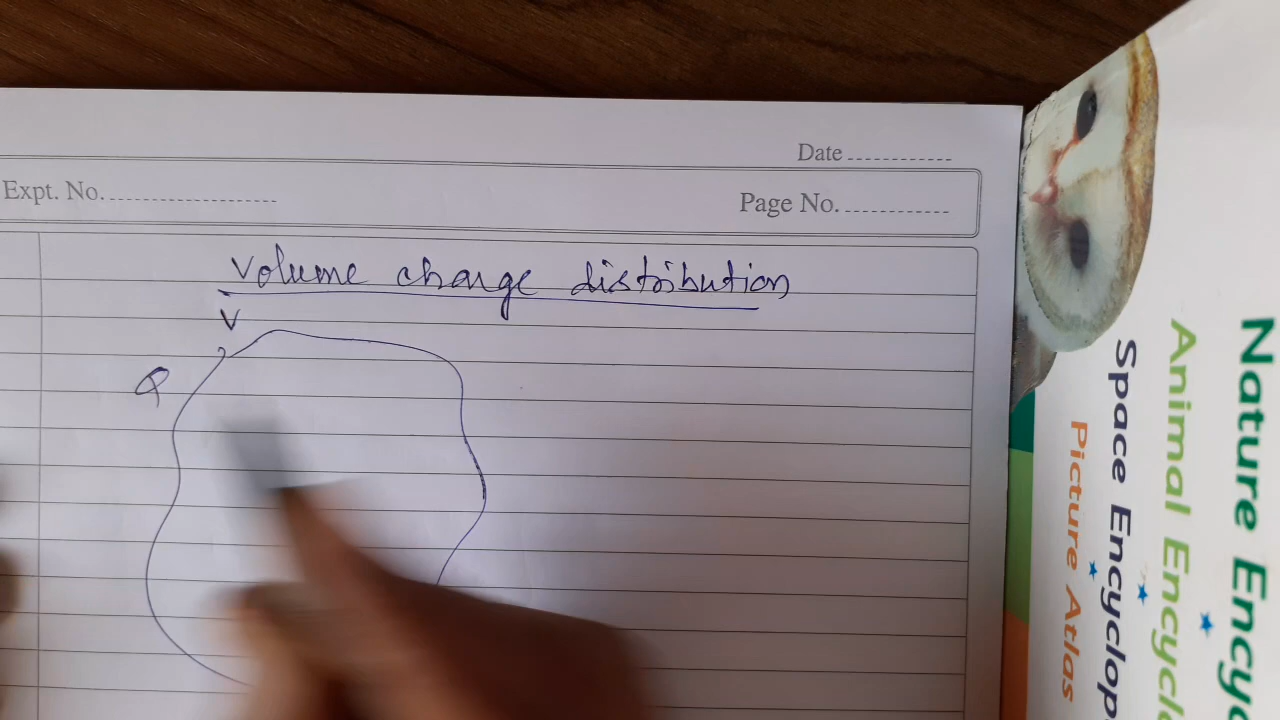 Date
Expt. No.
Page No.
Volume charge distribution
V
Q
Nature Ency
Animal Encycl
Space Encyclop
Picture Atlas